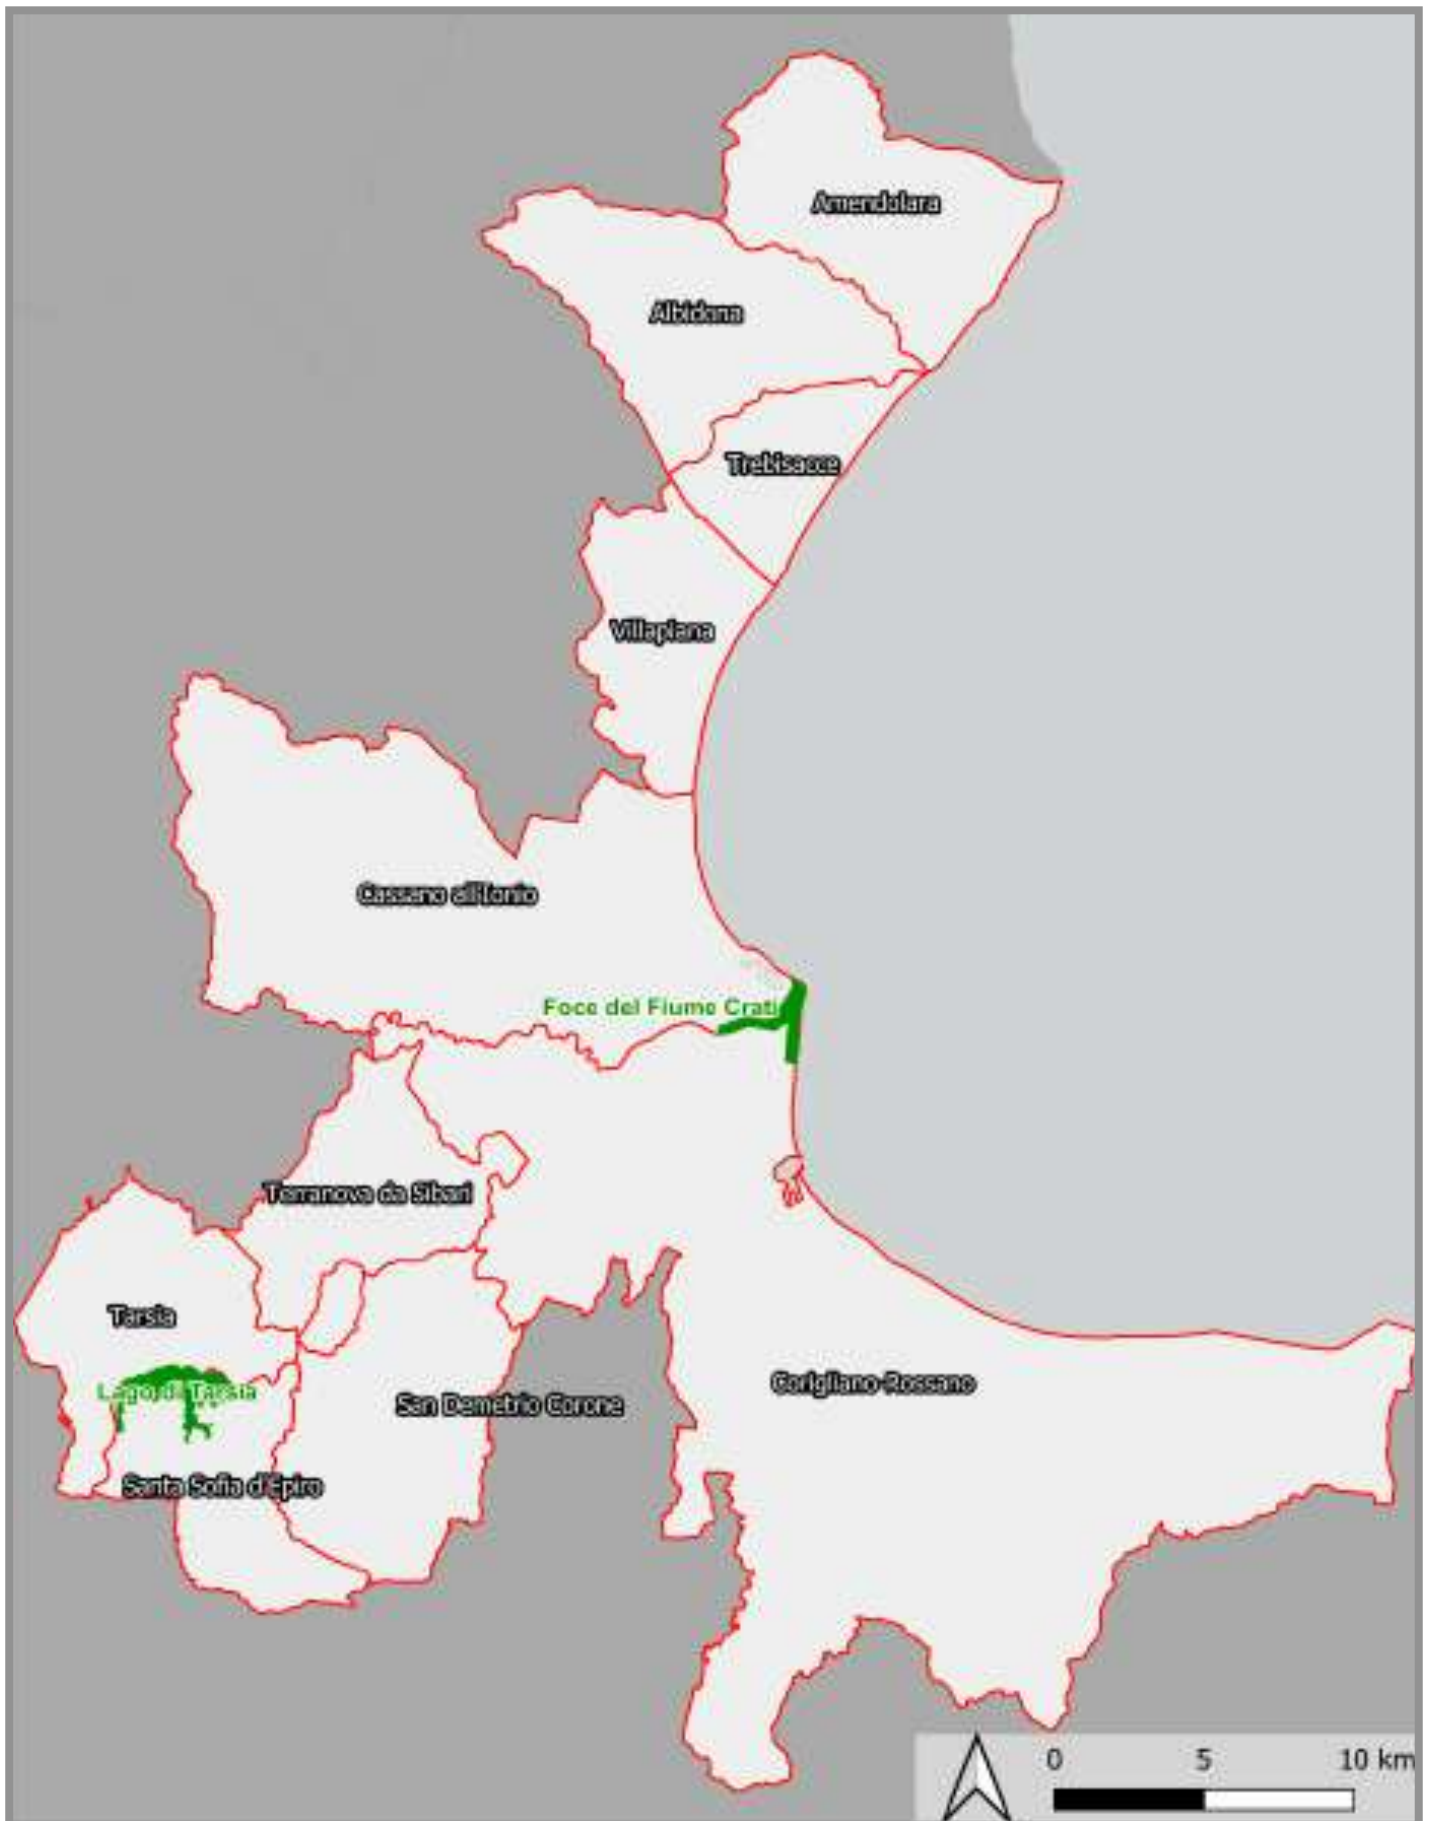 Amendolara
Albidona
Trebisacce
Villapiana
Cassano all'Ionio
Foce del Fiume Crati
Terranova da Sibari
Tarsia
Lago di Tarsia
Corigliano-Rossano
San Demetrio Corone
Santa Sofia d'Epiro
0 5 10 km